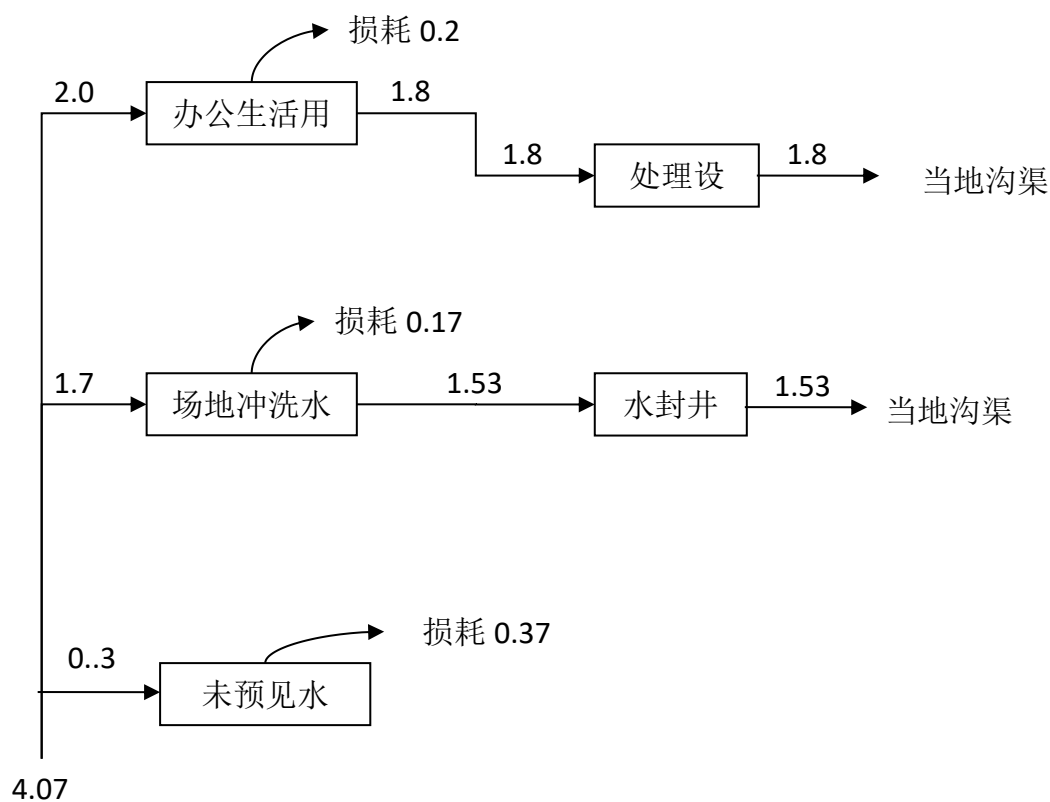 损耗 0.2
2.0
办公生活用
1.8
1.8
处理设
1.8
当地沟渠
损耗 0.17
1.7
场地冲洗水
1.53
水封井
1.53
当地沟渠
损耗 0.37
0..3
未预见水
4.07